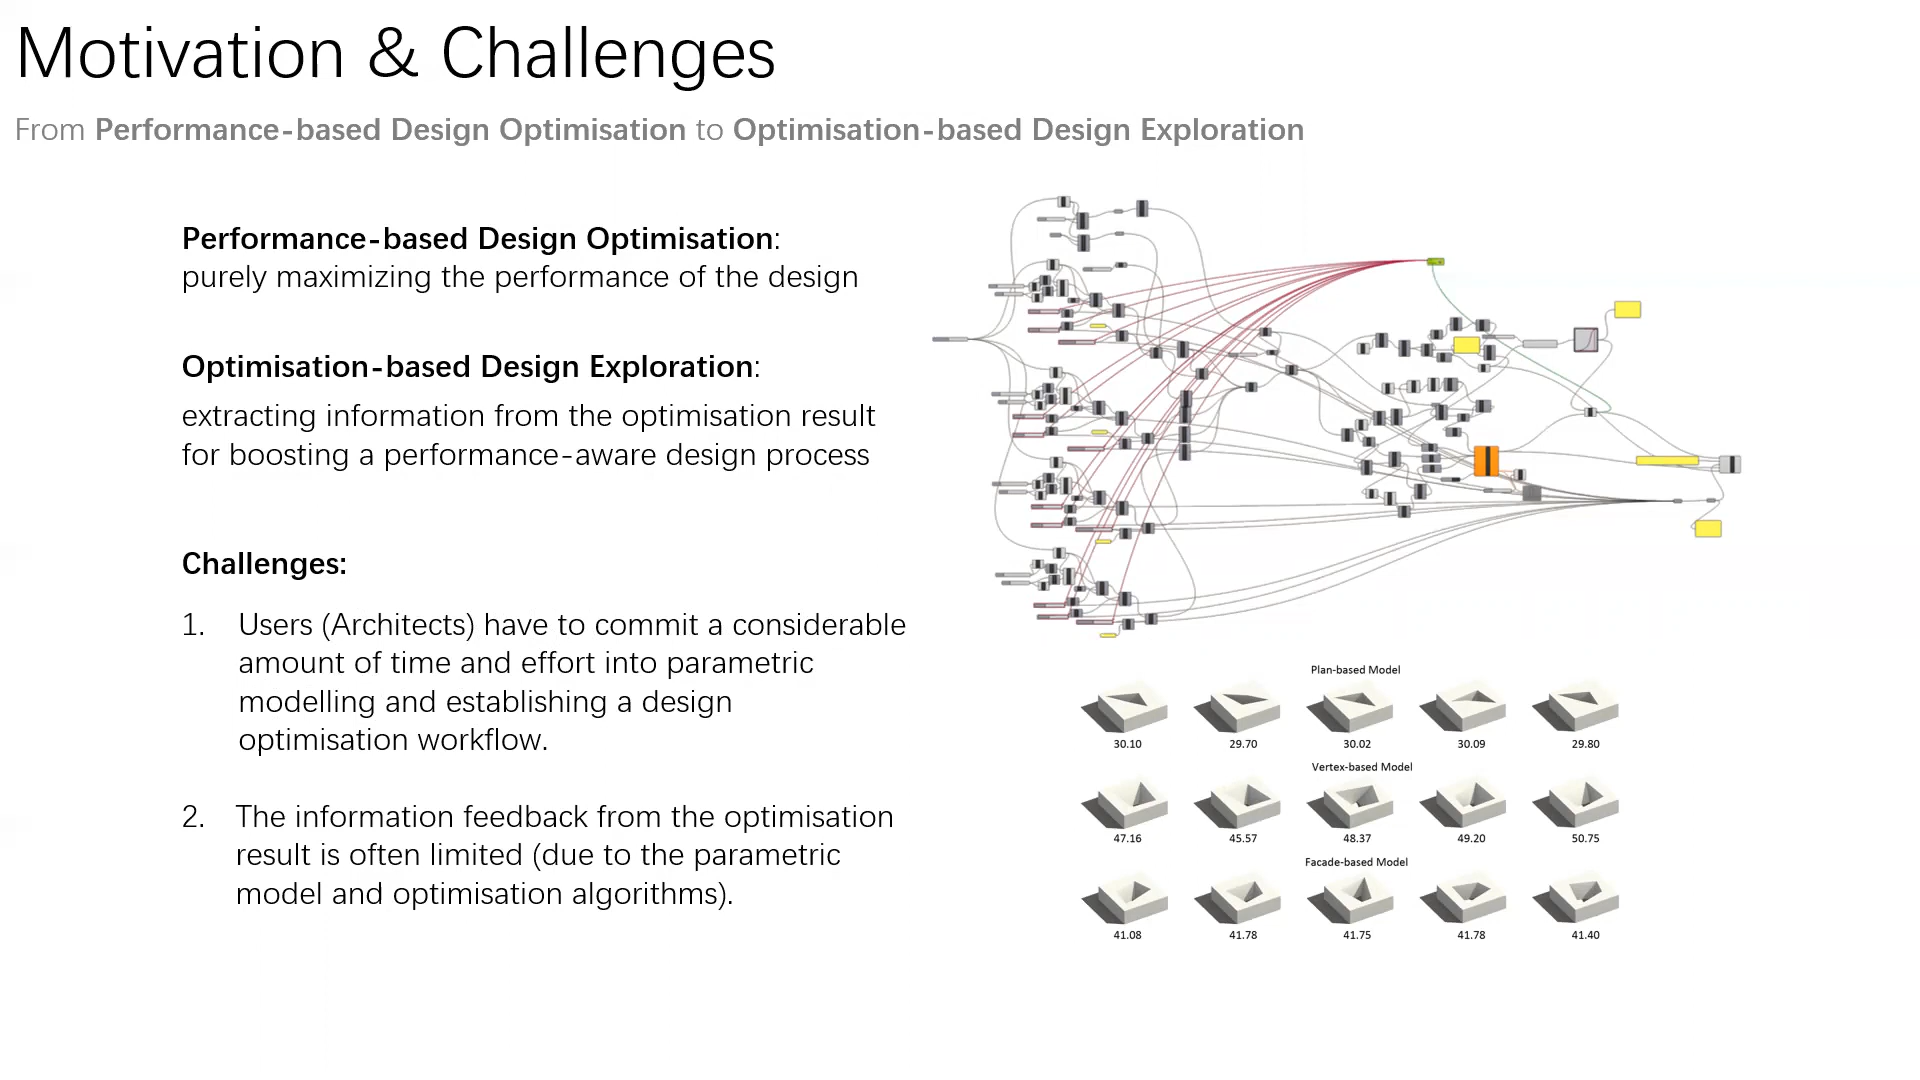 Motivation & Challenges
From Performance-based Design Optimisation to Optimisation-based Design Exploration
Performance-based Design Optimisation:
purely maximizing the performance of the design
Optimisation-based Design Exploration:
extracting information from the optimisation result
for boosting a performance-aware design process
Challenges:
1. Users (Architects) have to commit a considerable
amount of time and effort into parametric
modelling and establishing a design
optimisation workflow.
2. The information feedback from the optimisation
result is often limited (due to the parametric
model and optimisation algorithms).
Plan-based Model
30.10 29.70 30.02 30.09 29.80
Vertex-based Model
47.16 45.57 48.37 49.20 50.75
Facade-based Model
41.08 41.78 41.75 41.78 41.40